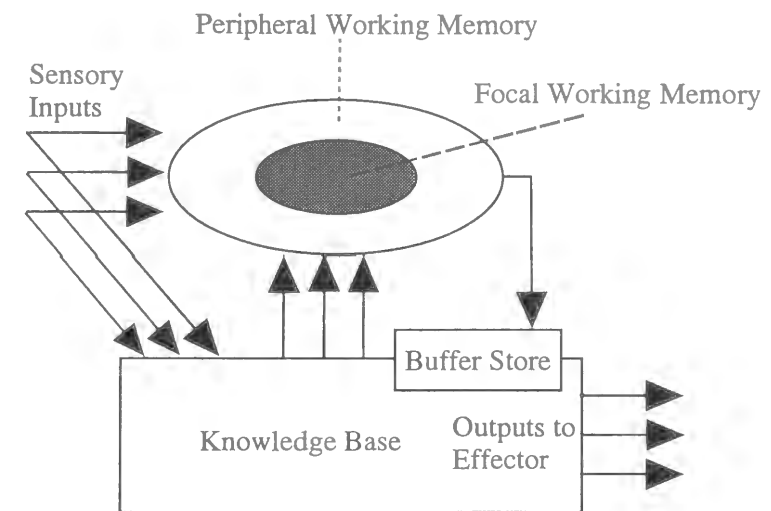 Peripheral Working Memory
Sensory
Inputs
Focal Working Memory
Buffer Store
Knowledge Base
Outputs to
Effector